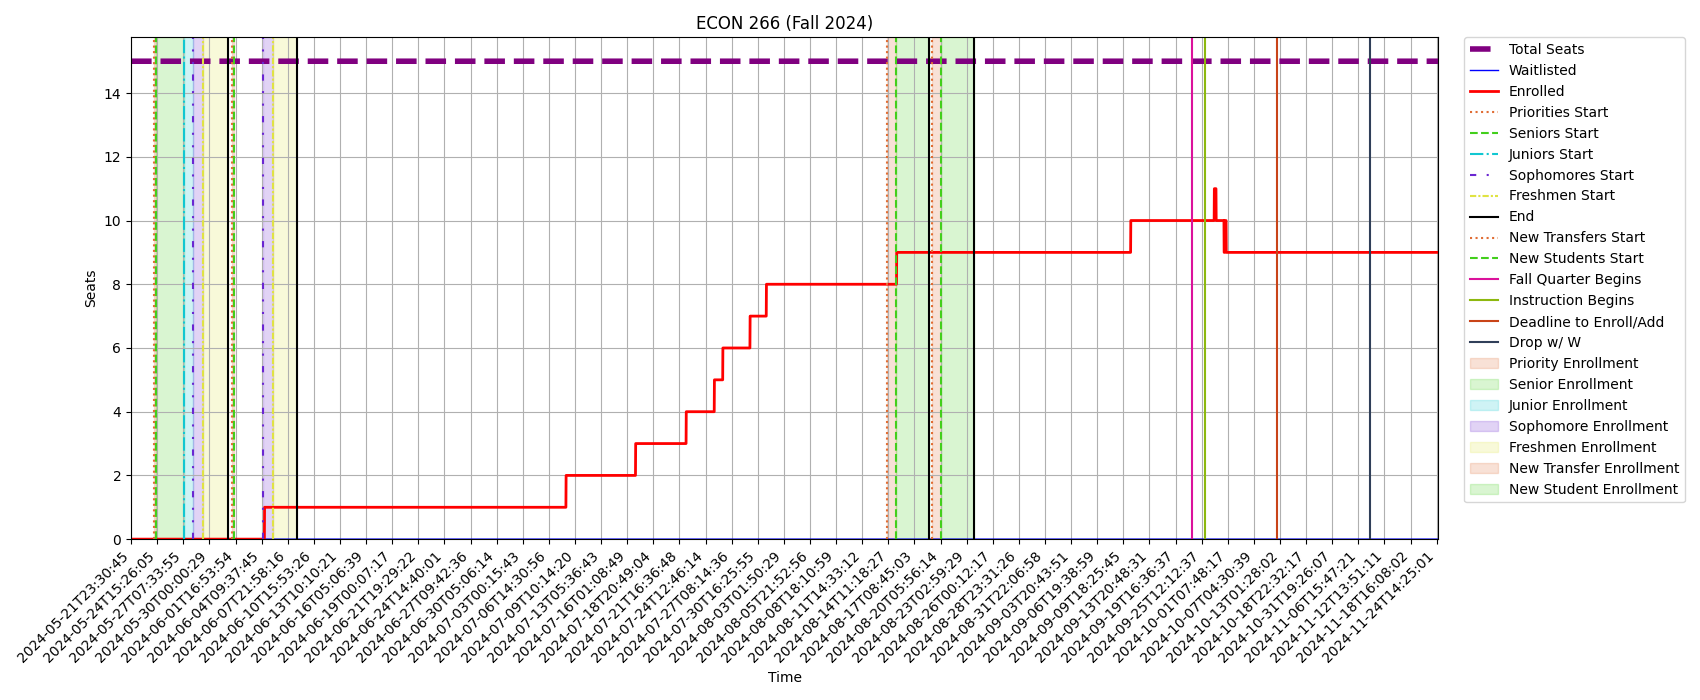 ECON 266 (Fall 2024)
Seats
14
12
10
8
6
4
2
0
2024-05-21T23:30:45
2024-05-24T15:26:05
2024-05-27T07:33:55
2024-05-30T00:00:29
2024-06-01T16:53:54
2024-06-04T09:37:45
2024-06-07T21:58:16
2024-06-10T15:53:26
2024-06-13T10:10:21
2024-06-16T05:06:39
2024-06-19T00:07:17
2024-06-21T19:29:22
2024-06-24T14:40:01
2024-06-27T09:42:36
2024-06-30T05:06:14
2024-07-03T00:15:43
2024-07-06T14:30:56
2024-07-09T10:14:20
2024-07-13T05:36:43
2024-07-16T01:08:49
2024-07-18T20:49:04
2024-07-21T16:36:48
2024-07-24T12:46:14
2024-07-27T08:14:36
2024-07-30T16:25:55
2024-08-03T01:50:29
2024-08-05T21:52:56
2024-08-08T18:10:59
2024-08-11T14:33:12
2024-08-14T11:18:27
2024-08-17T08:45:03
2024-08-20T05:56:14
2024-08-23T02:59:29
2024-08-26T00:12:17
2024-08-28T23:31:26
2024-08-31T22:06:58
2024-09-03T20:43:51
2024-09-06T19:38:59
2024-09-09T18:25:45
2024-09-13T20:48:31
2024-09-19T16:36:37
2024-09-25T12:12:37
2024-10-01T07:48:17
2024-10-07T04:30:39
2024-10-13T01:28:02
2024-10-18T22:32:17
2024-10-31T19:26:07
2024-11-06T15:47:21
2024-11-12T13:51:11
2024-11-18T16:08:02
2024-11-24T14:25:01
Time
Total Seats
Waitlisted
Enrolled
Priorities Start
Seniors Start
Juniors Start
Sophomores Start
Freshmen Start
End
New Transfers Start
New Students Start
Fall Quarter Begins
Instruction Begins
Deadline to Enroll/Add
Drop w/ W
Priority Enrollment
Senior Enrollment
Junior Enrollment
Sophomore Enrollment
Freshmen Enrollment
New Transfer Enrollment
New Student Enrollment